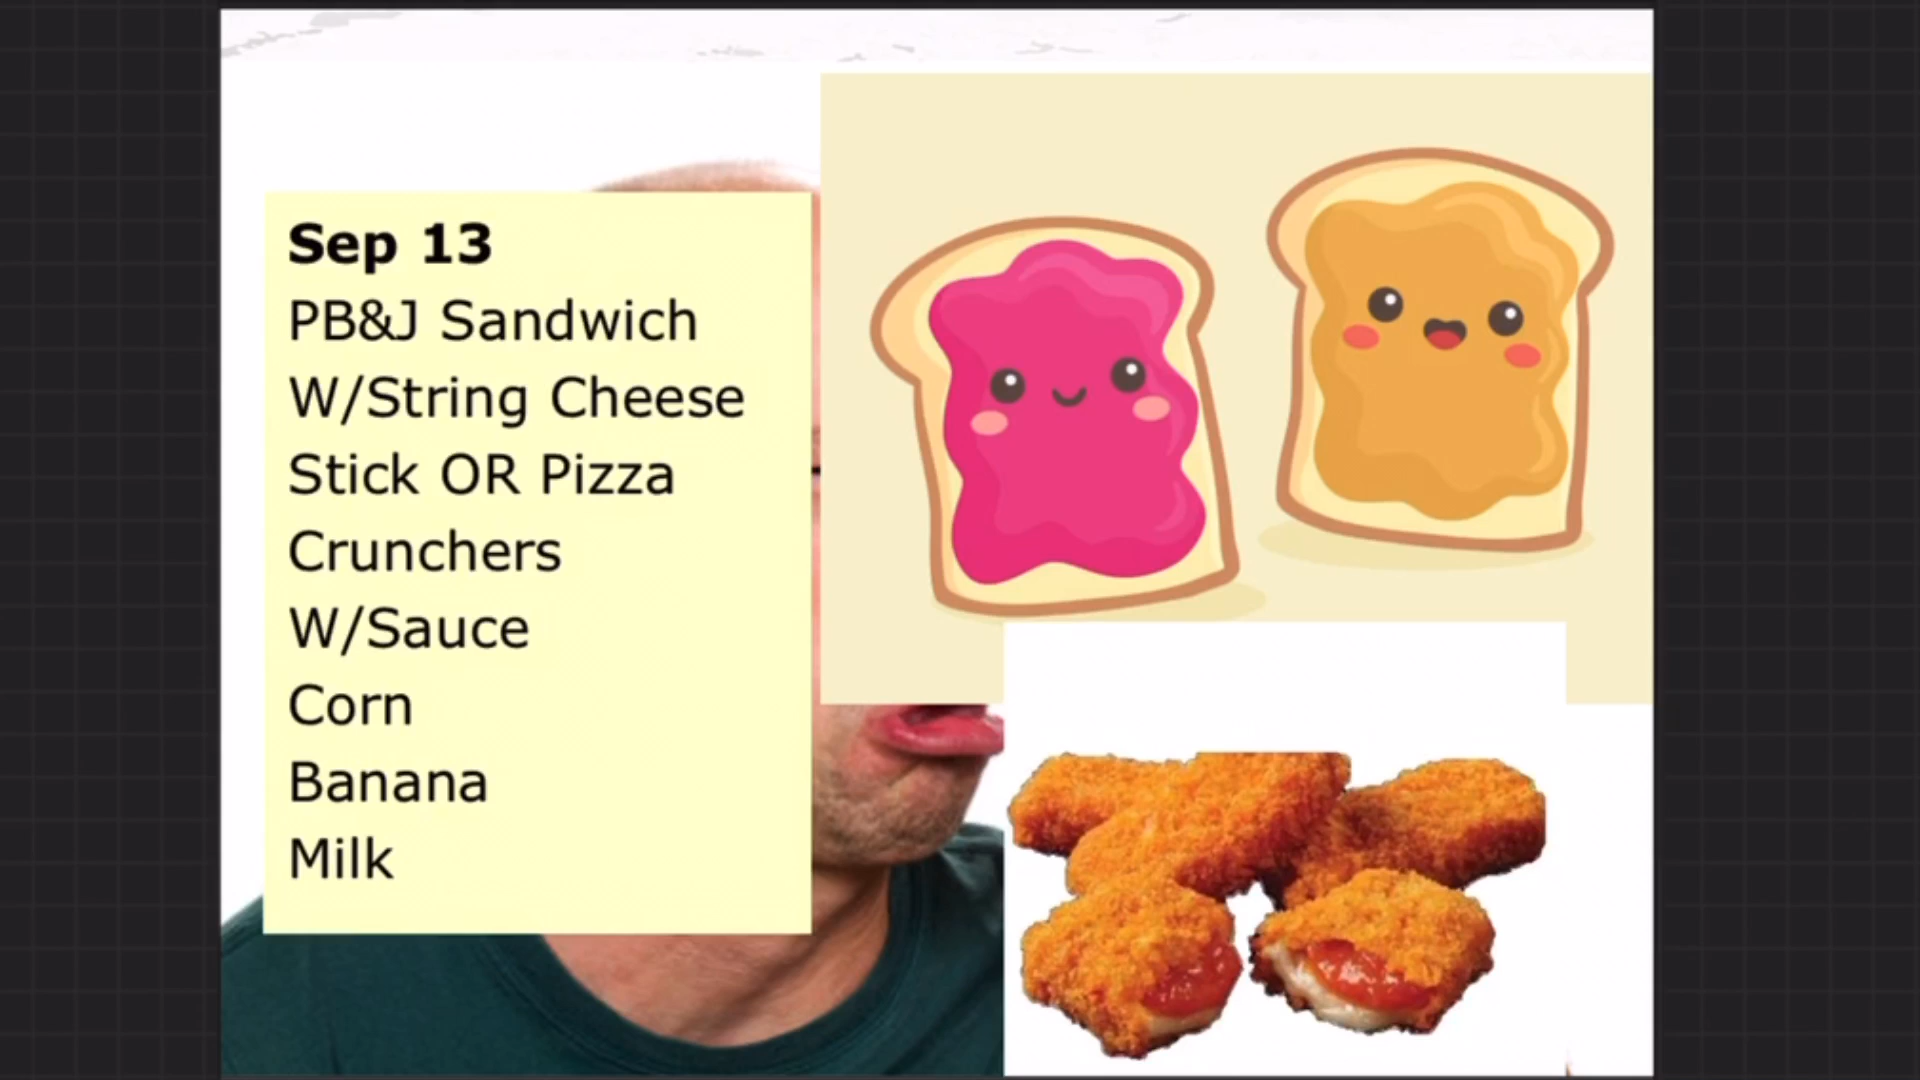 Sep 13
PB&J Sandwich
W/String Cheese
Stick OR Pizza
Crunchers
W/Sauce
Corn
Banana
Milk